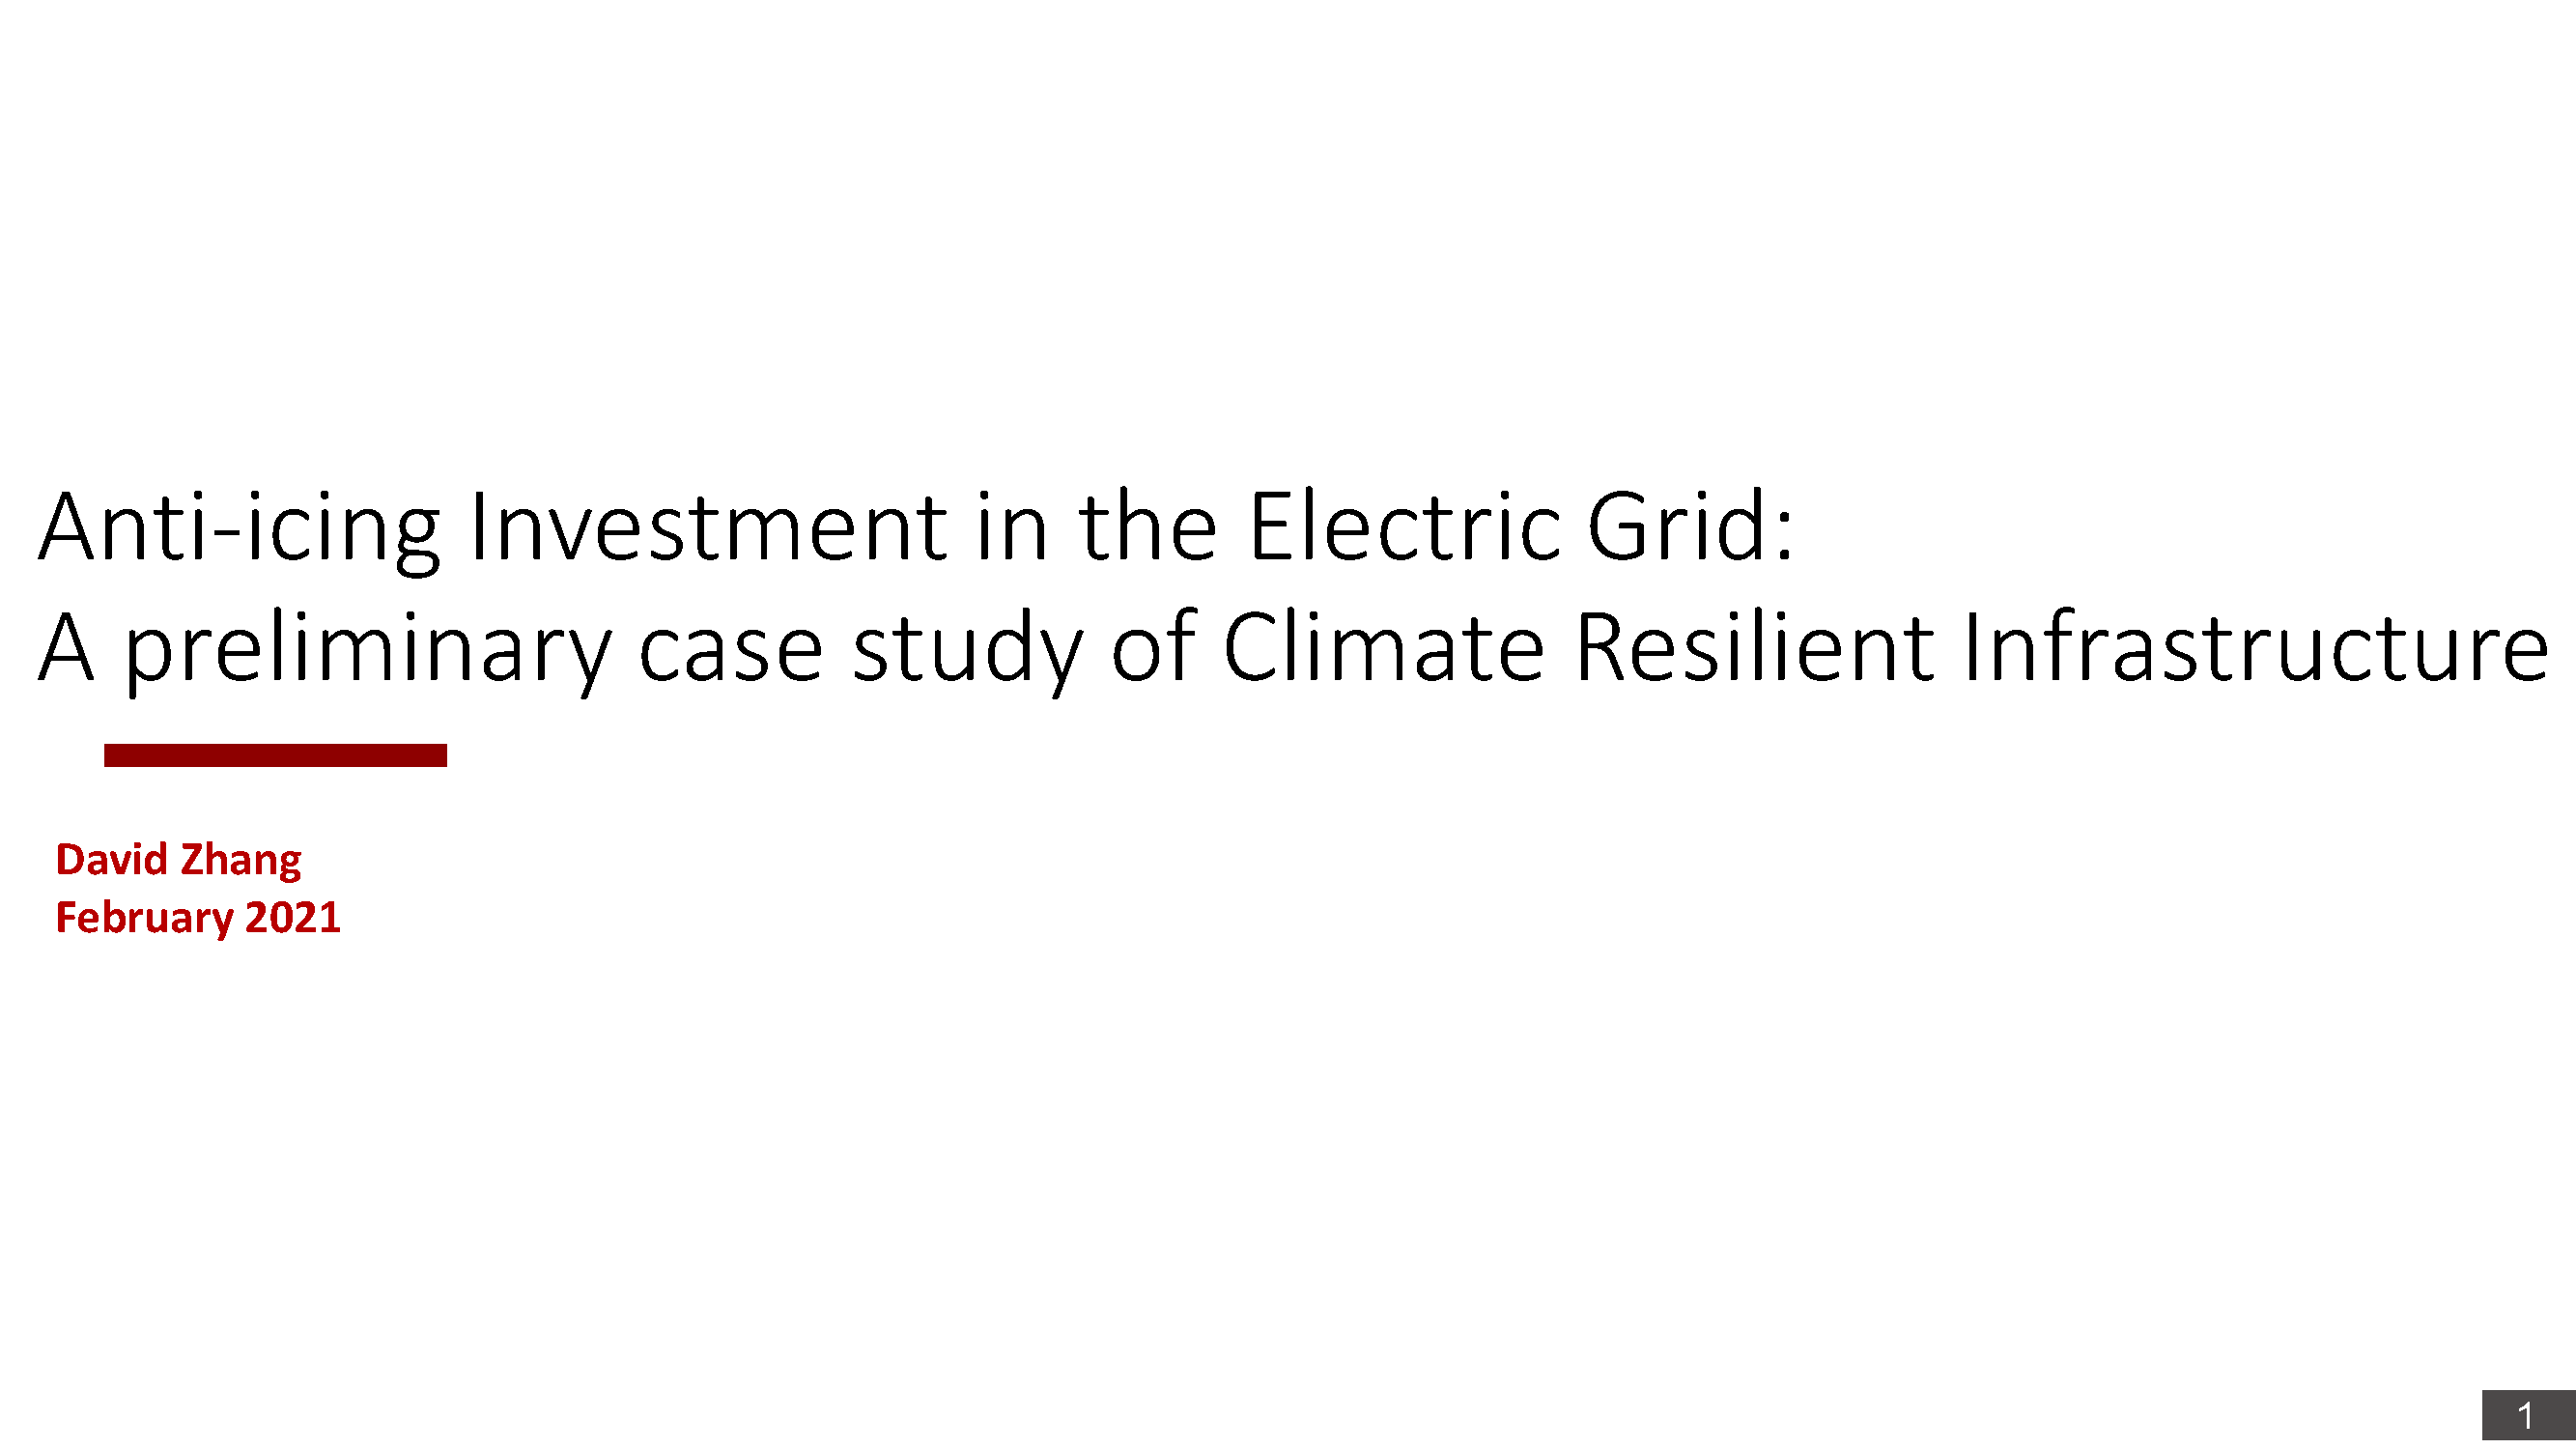 Anti-icing Investment in the Electric Grid:
A preliminary case study of Climate Resilient Infrastructure
David Zhang
February 2021
1